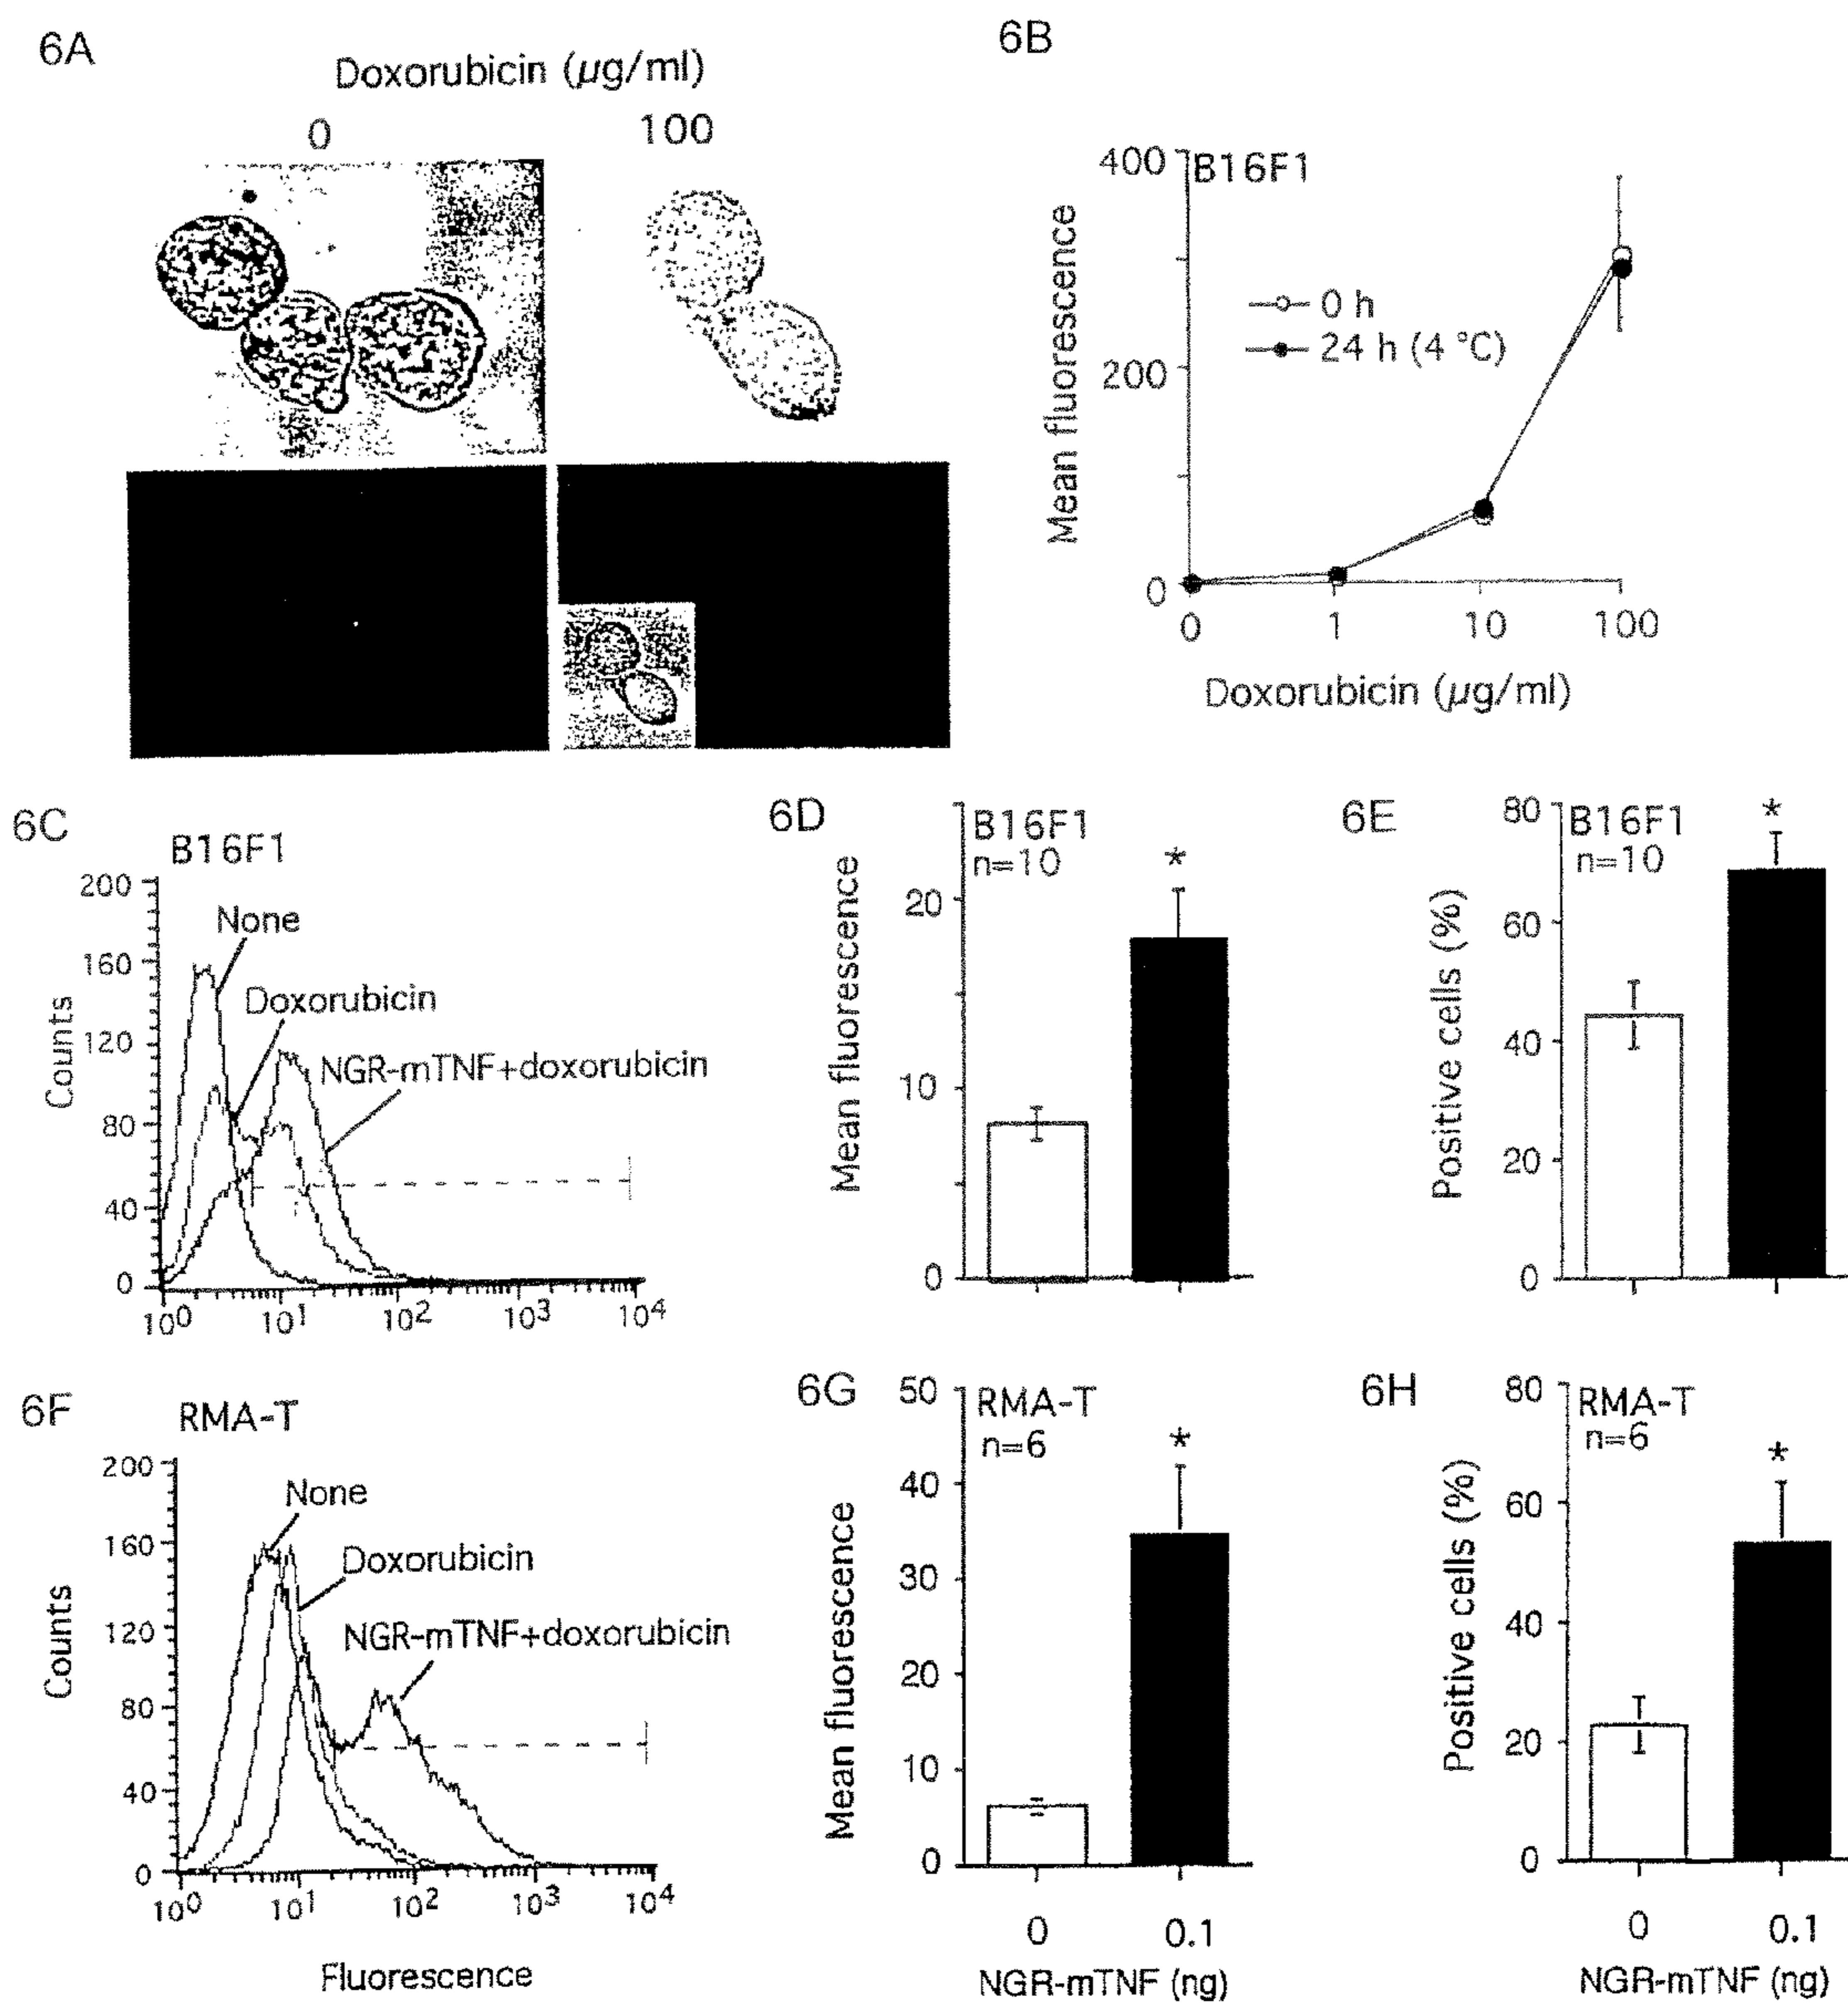 6A
Doxorubicin (µg/ml)
0 100
6B
400
200
0
B16F1
Mean fluorescence
0 h
24 h (4 °C)
0 1 10 100
Doxorubicin (µg/ml)
6C
B16F1
200
160
120
80
40
0
Counts
None
Doxorubicin
NGR-mTNF+doxorubicin
10⁰ 10¹ 10² 10³ 10⁴
6D
B16F1
n=10
*
20
10
0
Mean fluorescence
6E
B16F1
n=10
*
80
60
40
20
0
Positive cells (%)
6F
RMA-T
200
160
120
80
40
0
Counts
None
Doxorubicin
NGR-mTNF+doxorubicin
10⁰ 10¹ 10² 10³ 10⁴
Fluorescence
6G
RMA-T
n=6
*
50
40
30
20
10
0
Mean fluorescence
0 0.1
NGR-mTNF (ng)
6H
RMA-T
n=6
*
80
60
40
20
0
Positive cells (%)
0 0.1
NGR-mTNF (ng)